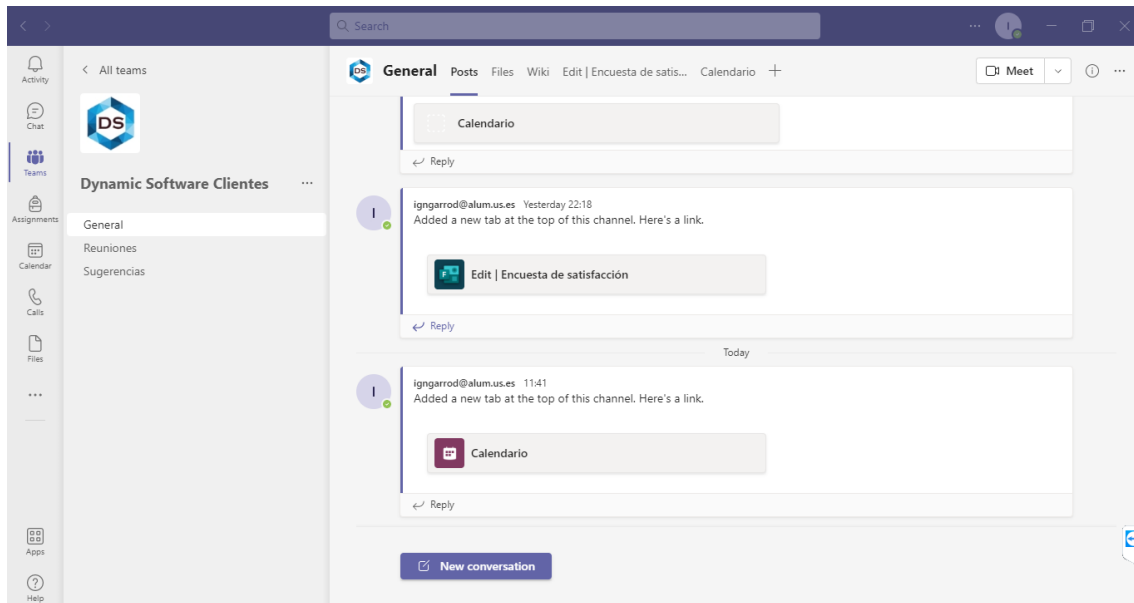 Search
I
Activity
Chat
Teams
Assignments
Calendar
Calls
Files
Apps
Help
All teams
DS
Dynamic Software Clientes
General
Reuniones
Sugerencias
DS
General Posts Files Wiki Edit | Encuesta de satis... Calendario
Meet
Calendario
Reply
I
igngarrod@alum.us.es Yesterday 22:18
Added a new tab at the top of this channel. Here's a link.
F
Edit | Encuesta de satisfacción
Reply
Today
I
igngarrod@alum.us.es 11:41
Added a new tab at the top of this channel. Here's a link.
Calendario
Reply
New conversation